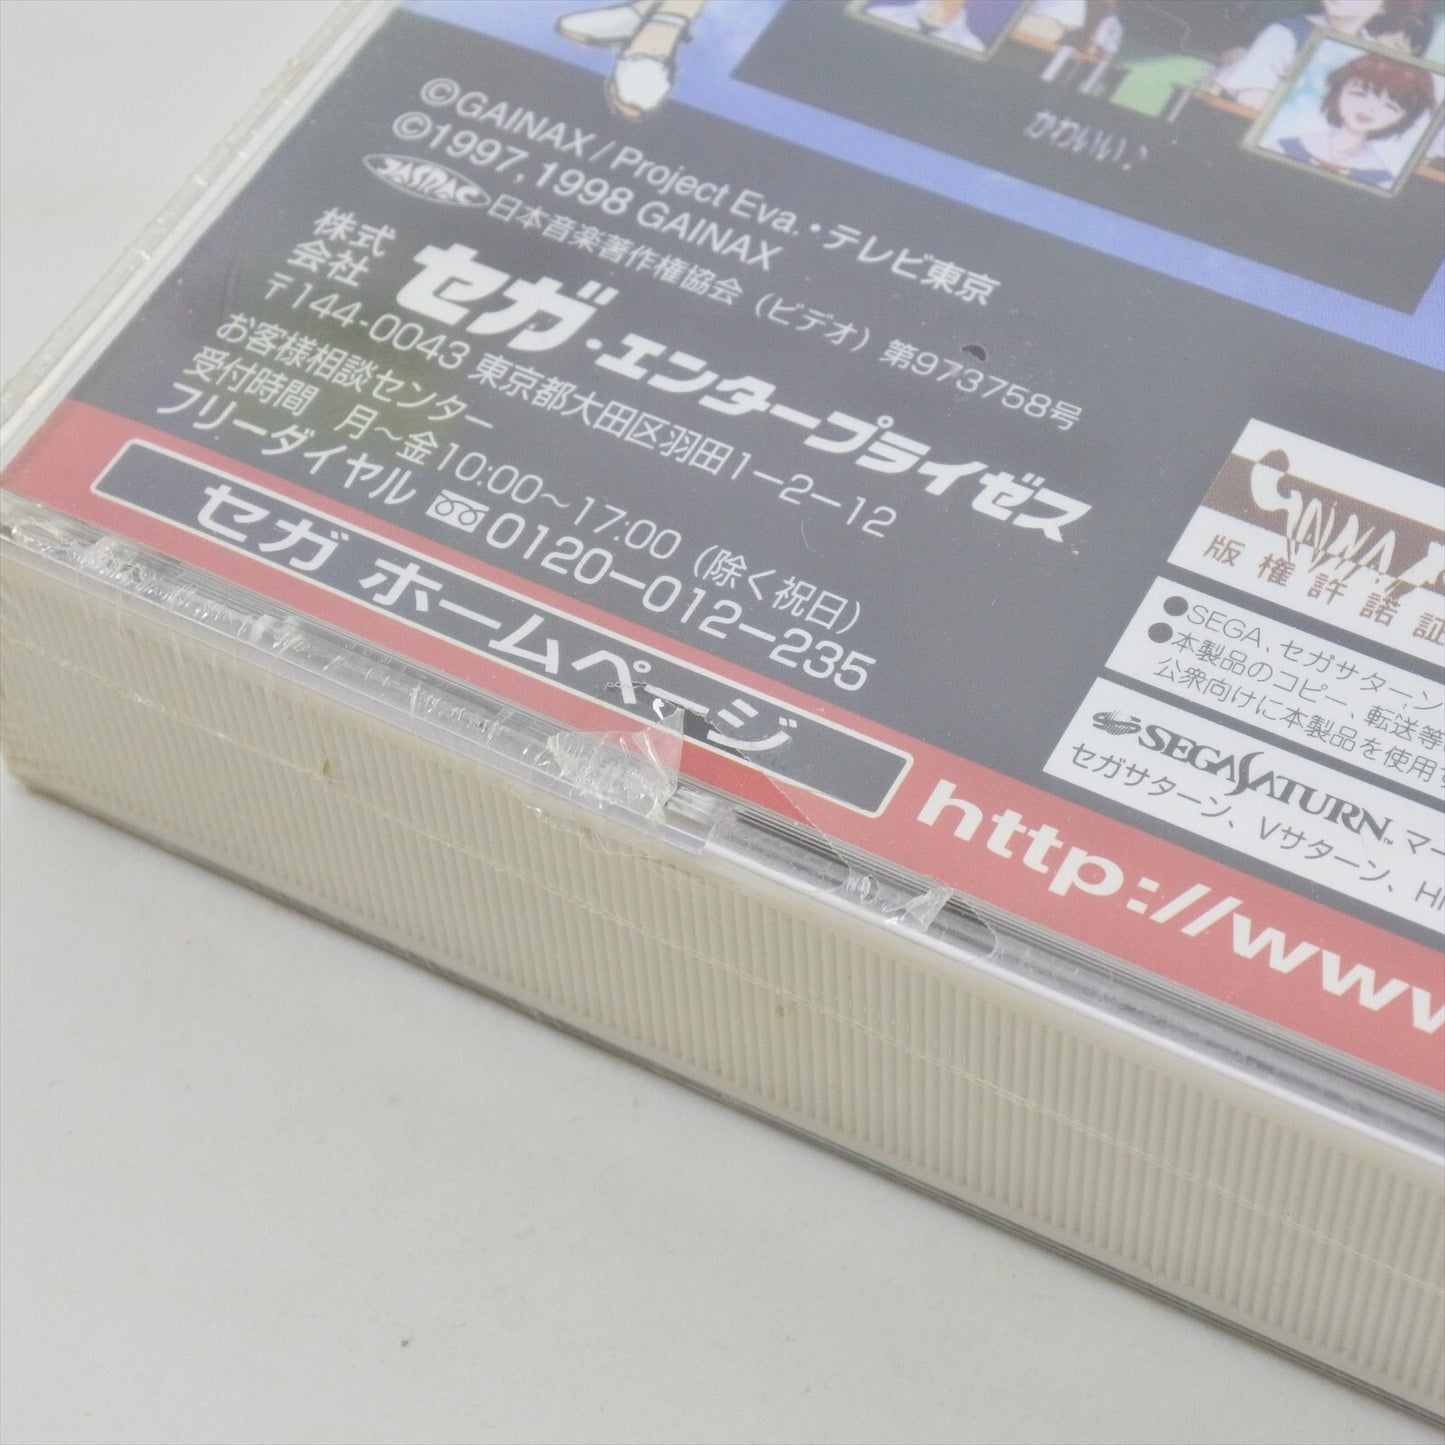 かわいい♪
©GAINAX / Project Eva.・テレビ東京
©1997, 1998 GAINAX
JASRAC 日本音楽著作権協会（ビデオ）第973758号
株式会社 セガ・エンタープライゼス
〒144-0043 東京都大田区羽田1-2-12
お客様相談センター
受付時間 月～金10:00～17:00（除く祝日）
フリーダイヤル 0120-012-235
セガ ホームページ
http://www
版権許諾証
●SEGA、セガサターン
●本製品のコピー、転送等
公衆向けに本製品を使用
SEGA SATURN™ マー
セガサターン、Vサターン、HI